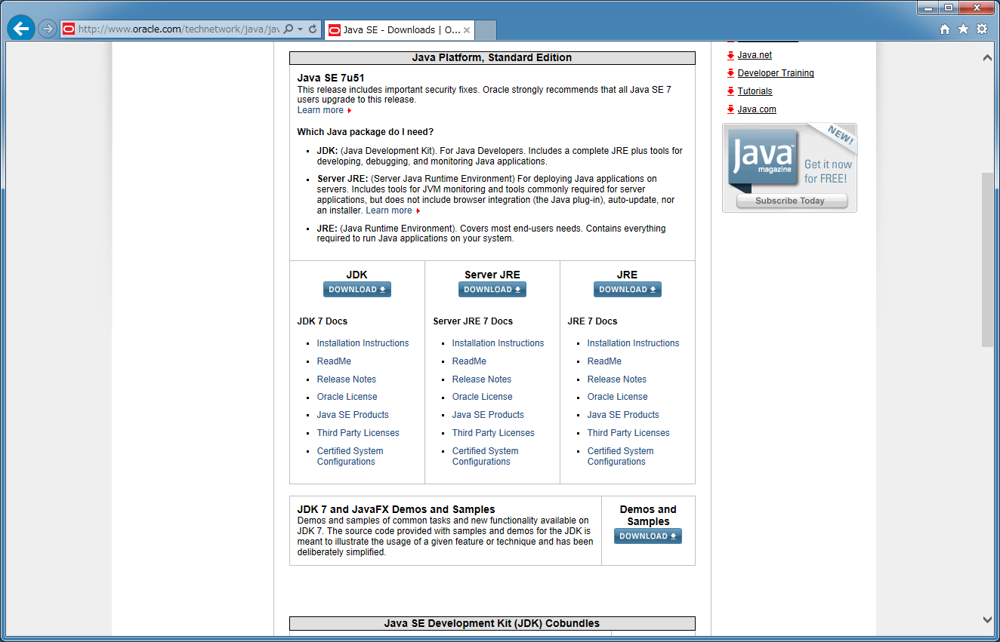 http://www.oracle.com/technetwork/java/jav
Java SE - Downloads | O...
Java Platform, Standard Edition
Java SE 7u51
This release includes important security fixes. Oracle strongly recommends that all Java SE 7
users upgrade to this release.
Learn more
Which Java package do I need?
JDK: (Java Development Kit). For Java Developers. Includes a complete JRE plus tools for
developing, debugging, and monitoring Java applications.
Server JRE: (Server Java Runtime Environment) For deploying Java applications on
servers. Includes tools for JVM monitoring and tools commonly required for server
applications, but does not include browser integration (the Java plug-in), auto-update, nor
an installer. Learn more
JRE: (Java Runtime Environment). Covers most end-users needs. Contains everything
required to run Java applications on your system.
JDK
DOWNLOAD
JDK 7 Docs
Installation Instructions
ReadMe
Release Notes
Oracle License
Java SE Products
Third Party Licenses
Certified System
Configurations
Server JRE
DOWNLOAD
Server JRE 7 Docs
Installation Instructions
ReadMe
Release Notes
Oracle License
Java SE Products
Third Party Licenses
Certified System
Configurations
JRE
DOWNLOAD
JRE 7 Docs
Installation Instructions
ReadMe
Release Notes
Oracle License
Java SE Products
Third Party Licenses
Certified System
Configurations
JDK 7 and JavaFX Demos and Samples
Demos and samples of common tasks and new functionality available on
JDK 7. The source code provided with samples and demos for the JDK is
meant to illustrate the usage of a given feature or technique and has been
deliberately simplified.
Demos and
Samples
DOWNLOAD
Java SE Development Kit (JDK) Cobundles
Java.net
Developer Training
Tutorials
Java.com
NEW!
Java™
magazine
Get it now
for FREE!
Subscribe Today